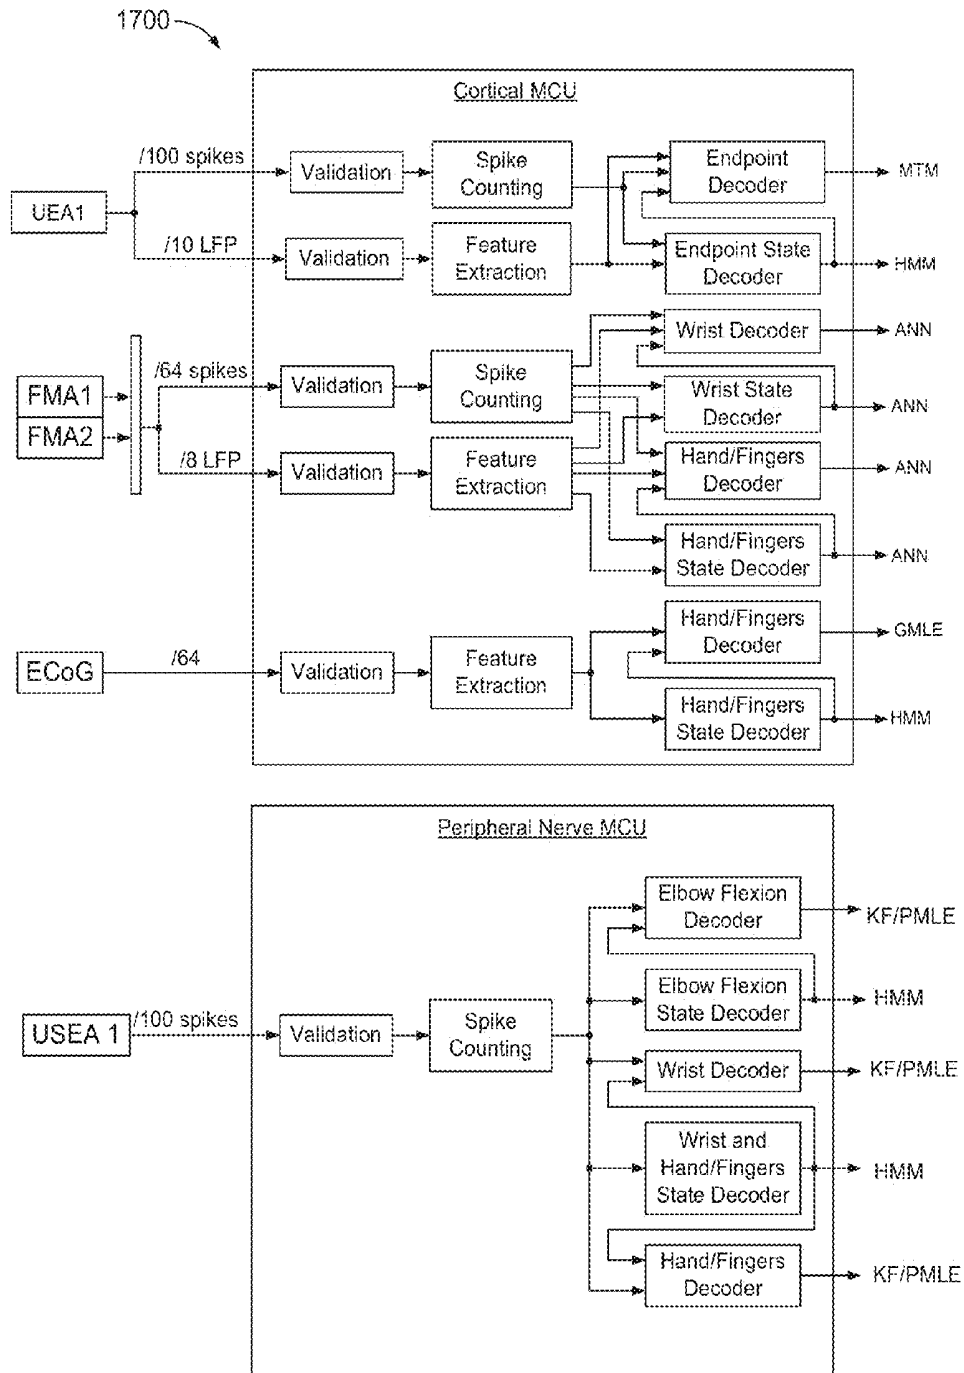 1700
Cortical MCU
/100 spikes
Validation
Spike
Counting
Endpoint
Decoder
MTM
UEA1
/10 LFP
Validation
Feature
Extraction
Endpoint State
Decoder
HMM
Wrist Decoder
ANN
/64 spikes
Validation
Spike
Counting
Wrist State
Decoder
ANN
FMA1
FMA2
/8 LFP
Validation
Feature
Extraction
Hand/Fingers
Decoder
ANN
Hand/Fingers
State Decoder
ANN
Hand/Fingers
Decoder
GMLE
ECoG
/64
Validation
Feature
Extraction
Hand/Fingers
State Decoder
HMM
Peripheral Nerve MCU
Elbow Flexion
Decoder
KF/PMLE
Elbow Flexion
State Decoder
HMM
USEA 1
/100 spikes
Validation
Spike
Counting
Wrist Decoder
KF/PMLE
Wrist and
Hand/Fingers
State Decoder
HMM
Hand/Fingers
Decoder
KF/PMLE